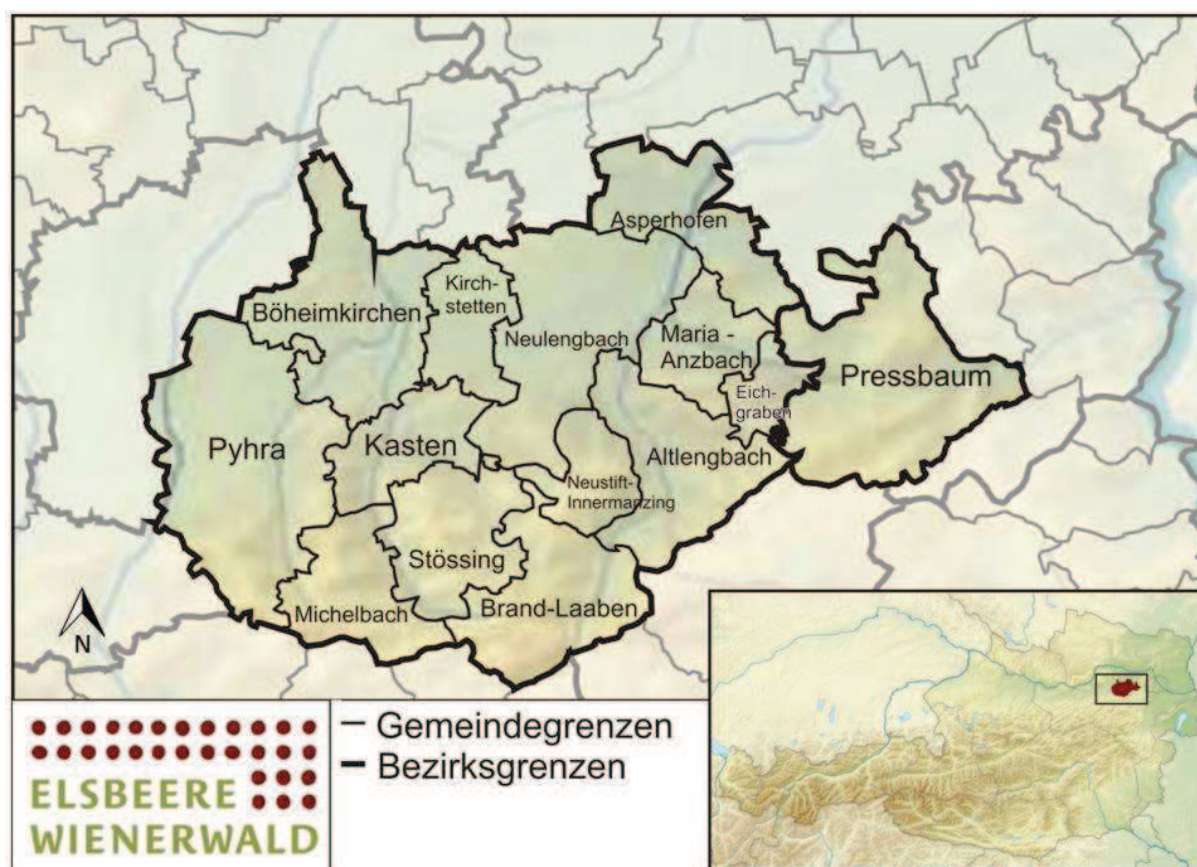 Asperhofen
Kirch-
stetten
Böheimkirchen
Neulengbach
Maria -
Anzbach
Pressbaum
Eich-
graben
Pyhra
Kasten
Altlengbach
Neustift-
Innermanzing
Stössing
Michelbach
Brand-Laaben
N
ELSBEERE
WIENERWALD
Gemeindegrenzen
Bezirksgrenzen